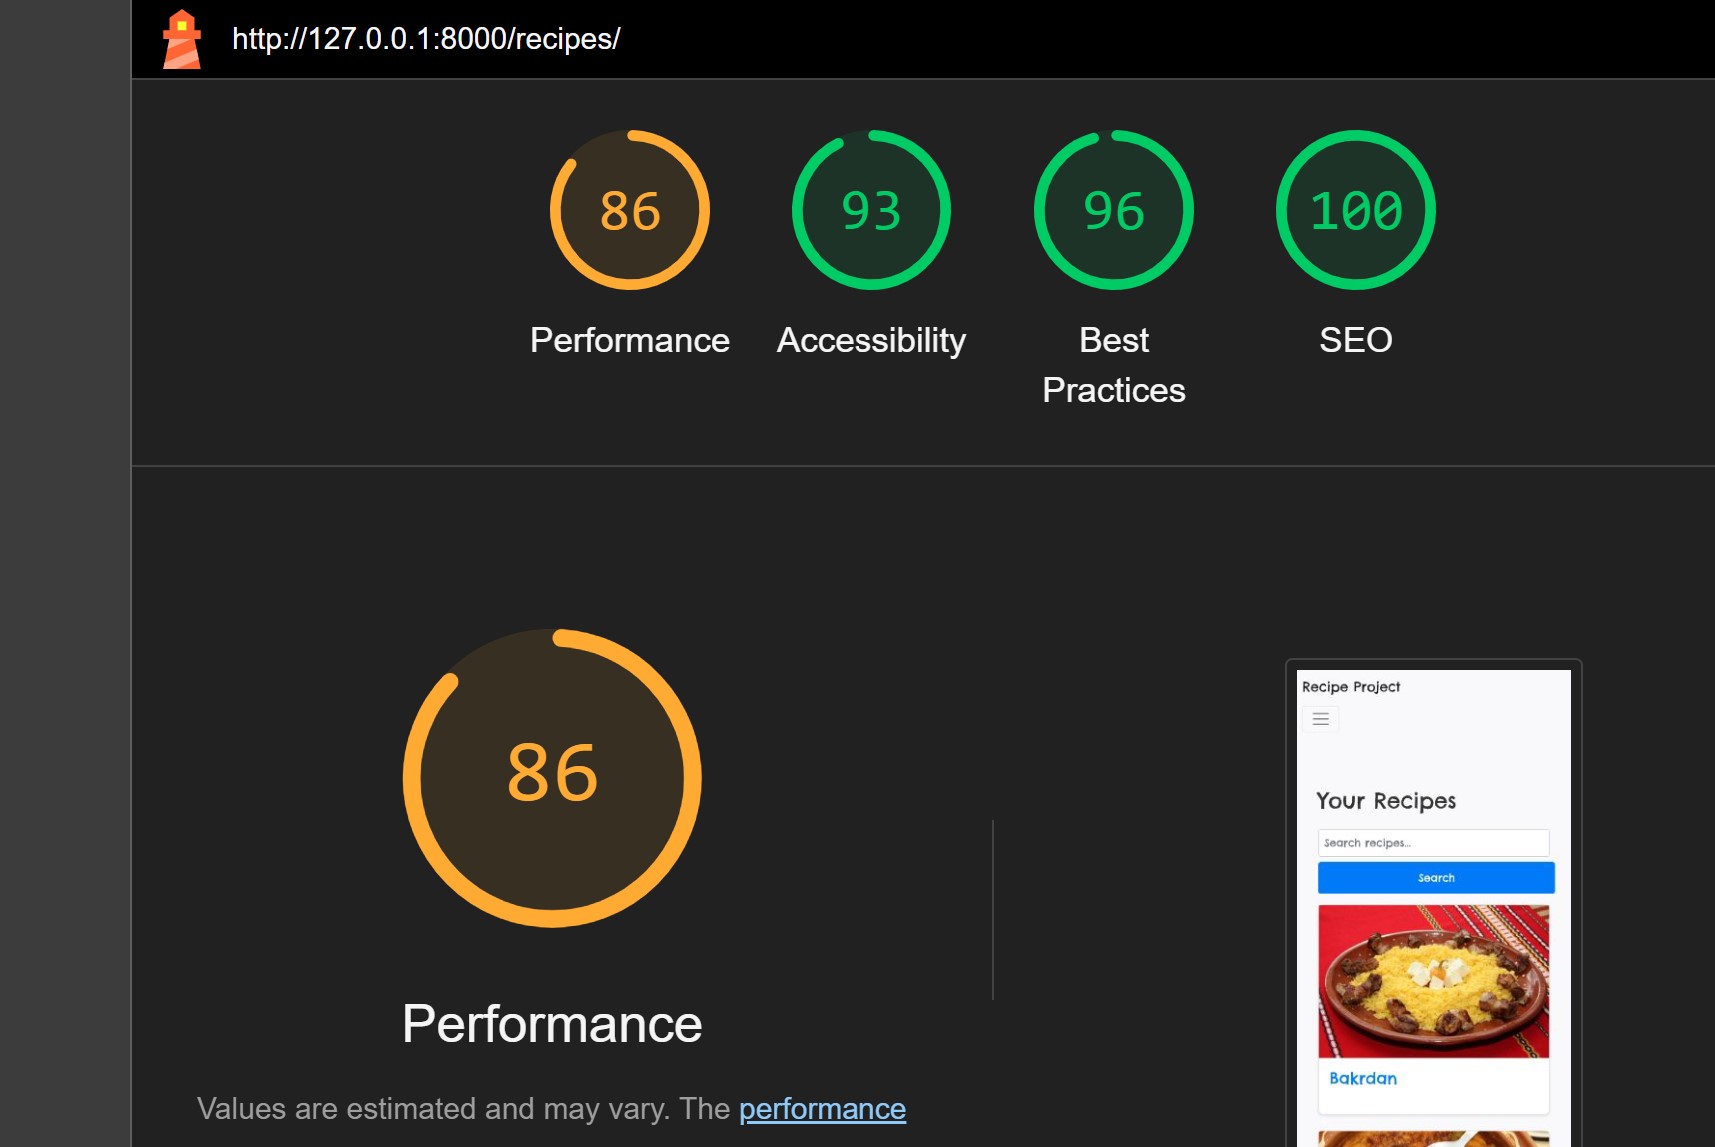 http://127.0.0.1:8000/recipes/
86
93
96
100
Performance
Accessibility
Best
Practices
SEO
86
Performance
Values are estimated and may vary. The performance
Recipe Project
Your Recipes
Search recipes...
Search
Bakrdan